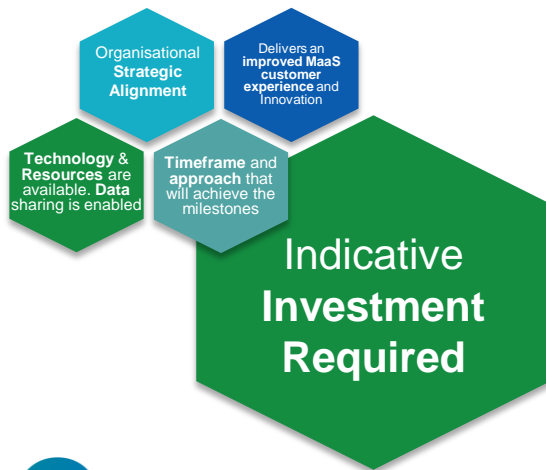 Organisational
Strategic
Alignment
Delivers an
improved MaaS
customer
experience and
Innovation
Technology &
Resources are
available. Data
sharing is enabled
Timeframe and
approach that
will achieve the
milestones
Indicative
Investment
Required